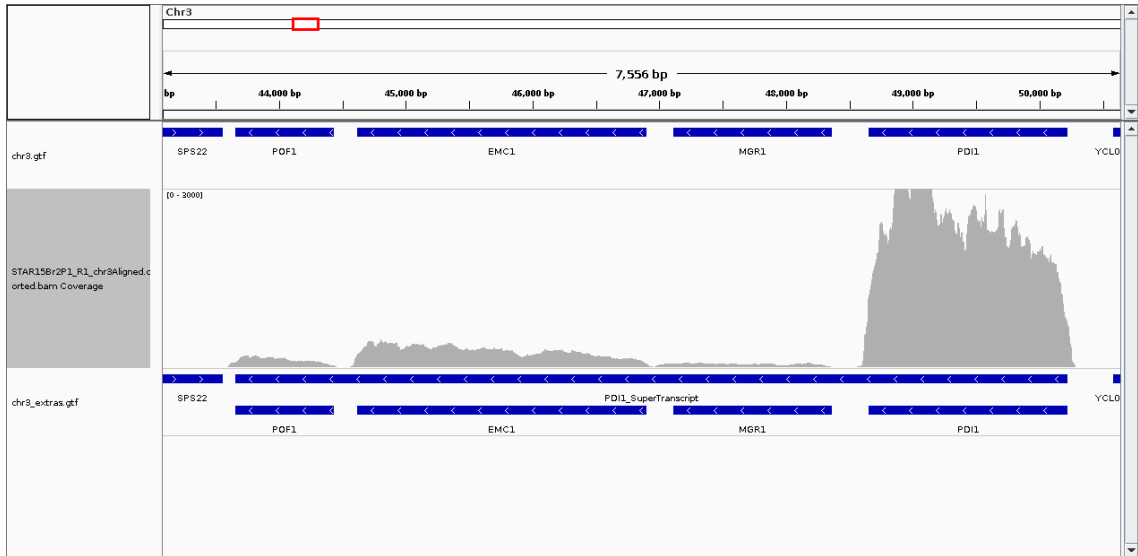 Chr3
7,556 bp
bp 44,000 bp 45,000 bp 46,000 bp 47,000 bp 48,000 bp 49,000 bp 50,000 bp
chr3.gtf
SPS22 POF1 EMC1 MGR1 PDI1 YCL0
[0 - 3000]
STAR15Br2P1_R1_chr3Aligned.c
orted.bam Coverage
chr3_extras.gtf
SPS22 PDI1_SuperTranscript YCL0
POF1 EMC1 MGR1 PDI1